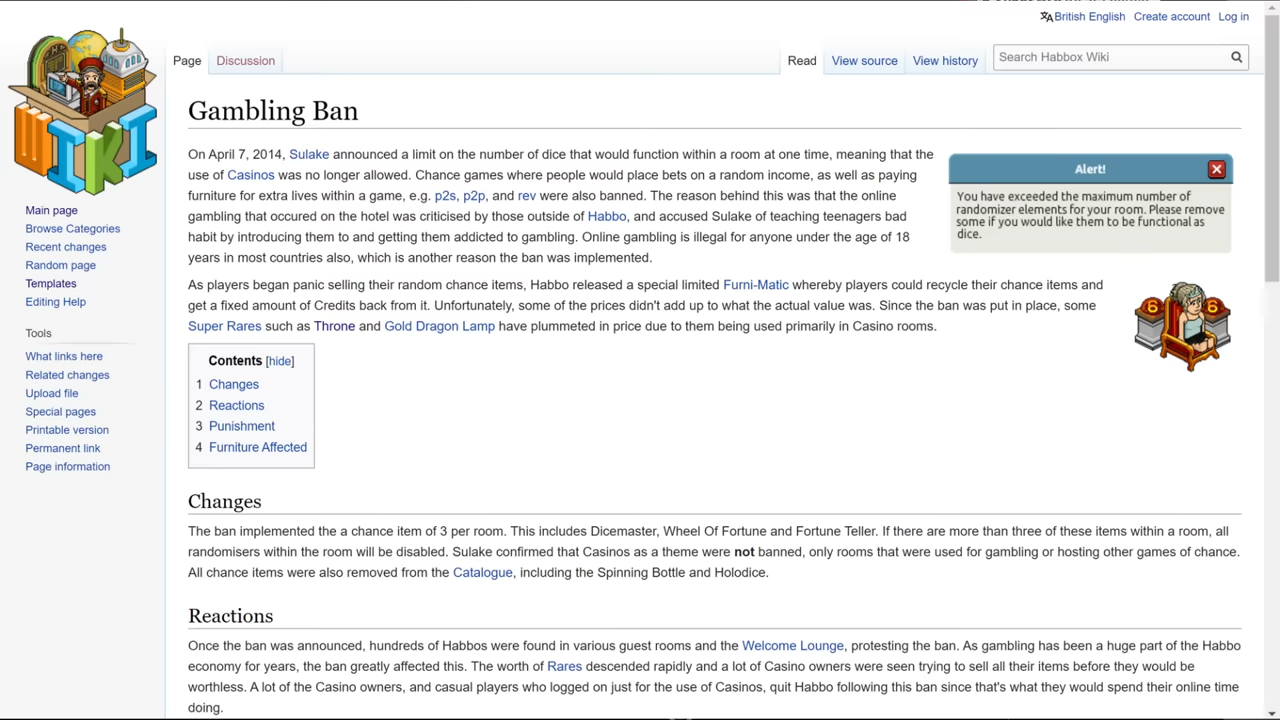 British English Create account Log in
Page Discussion Read View source View history Search Habbox Wiki
WIKI
Main page
Browse Categories
Recent changes
Random page
Templates
Editing Help
Tools
What links here
Related changes
Upload file
Special pages
Printable version
Permanent link
Page information
Gambling Ban
On April 7, 2014, Sulake announced a limit on the number of dice that would function within a room at one time, meaning that the
use of Casinos was no longer allowed. Chance games where people would place bets on a random income, as well as paying
furniture for extra lives within a game, e.g. p2s, p2p, and rev were also banned. The reason behind this was that the online
gambling that occured on the hotel was criticised by those outside of Habbo, and accused Sulake of teaching teenagers bad
habit by introducing them to and getting them addicted to gambling. Online gambling is illegal for anyone under the age of 18
years in most countries also, which is another reason the ban was implemented.
Alert!
You have exceeded the maximum number of
randomizer elements for your room. Please remove
some if you would like them to be functional as
dice.
As players began panic selling their random chance items, Habbo released a special limited Furni-Matic whereby players could recycle their chance items and
get a fixed amount of Credits back from it. Unfortunately, some of the prices didn't add up to what the actual value was. Since the ban was put in place, some
Super Rares such as Throne and Gold Dragon Lamp have plummeted in price due to them being used primarily in Casino rooms.
6 6
Contents [hide]
1 Changes
2 Reactions
3 Punishment
4 Furniture Affected
Changes
The ban implemented the a chance item of 3 per room. This includes Dicemaster, Wheel Of Fortune and Fortune Teller. If there are more than three of these items within a room, all
randomisers within the room will be disabled. Sulake confirmed that Casinos as a theme were not banned, only rooms that were used for gambling or hosting other games of chance.
All chance items were also removed from the Catalogue, including the Spinning Bottle and Holodice.
Reactions
Once the ban was announced, hundreds of Habbos were found in various guest rooms and the Welcome Lounge, protesting the ban. As gambling has been a huge part of the Habbo
economy for years, the ban greatly affected this. The worth of Rares descended rapidly and a lot of Casino owners were seen trying to sell all their items before they would be
worthless. A lot of the Casino owners, and casual players who logged on just for the use of Casinos, quit Habbo following this ban since that's what they would spend their online time
doing.